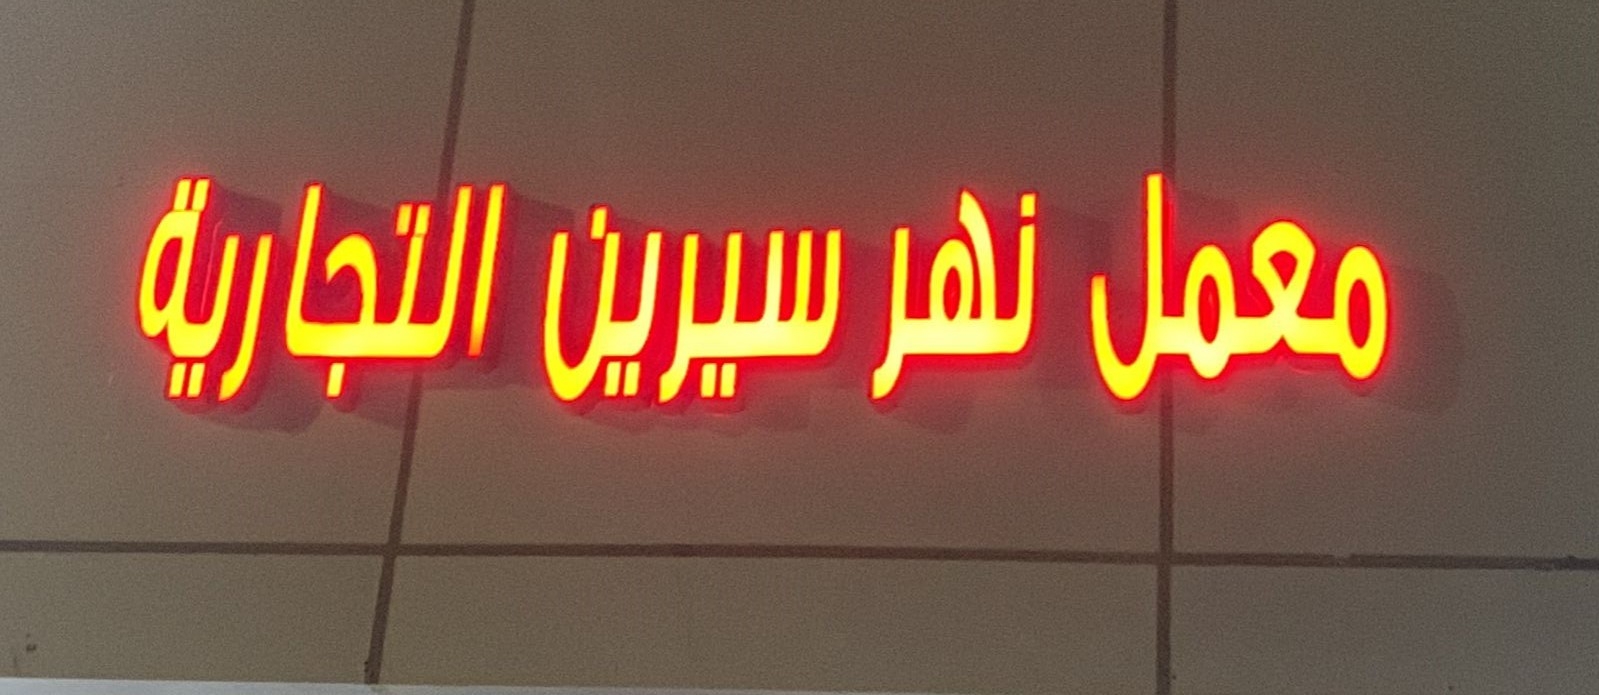 معمل نهر سيرين التجارية